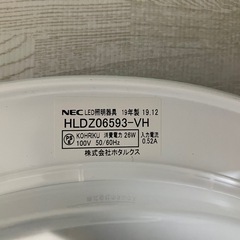 NEC LED照明器具 19年製 19.12
HLDZ06593-VH
KOHRIKU 消費電力 26W 入力電流
100V 50/60Hz 0.52A
株式会社ホタルクス